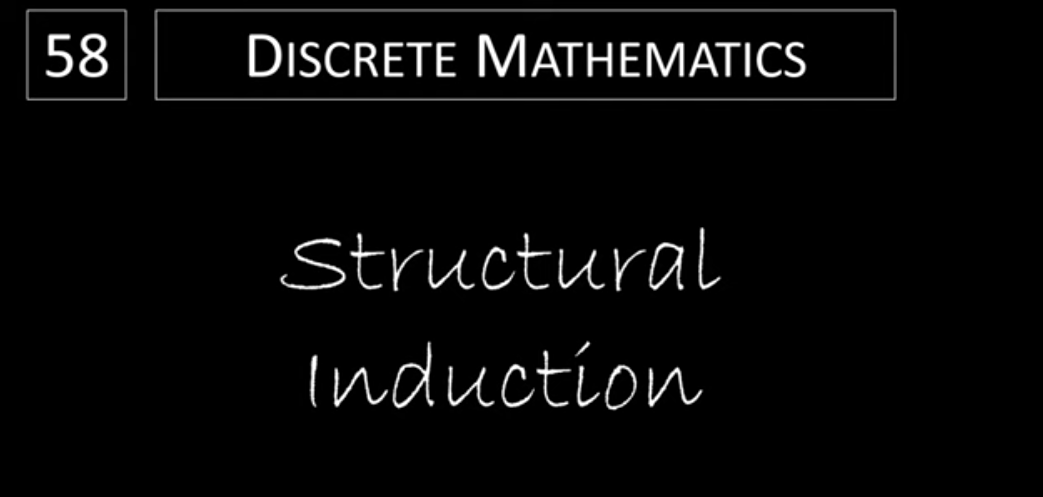 58
DISCRETE MATHEMATICS
Structural
Induction